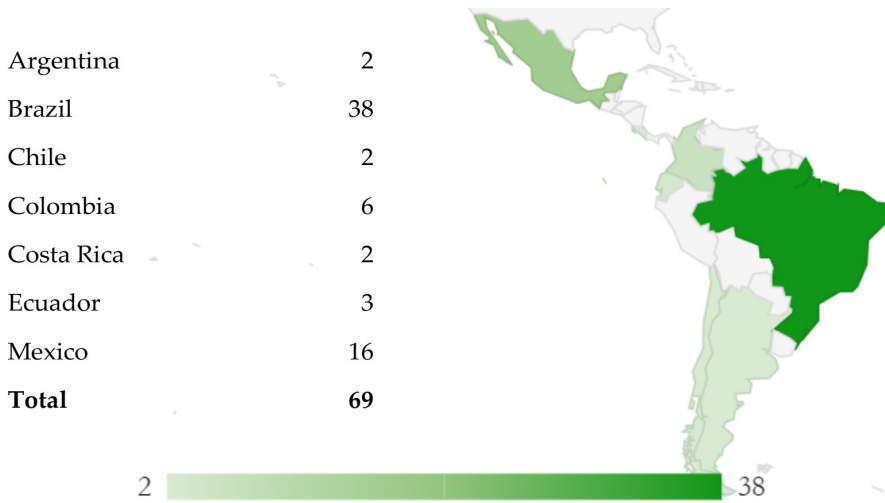 Argentina 2
Brazil 38
Chile 2
Colombia 6
Costa Rica 2
Ecuador 3
Mexico 16
Total 69
2 38